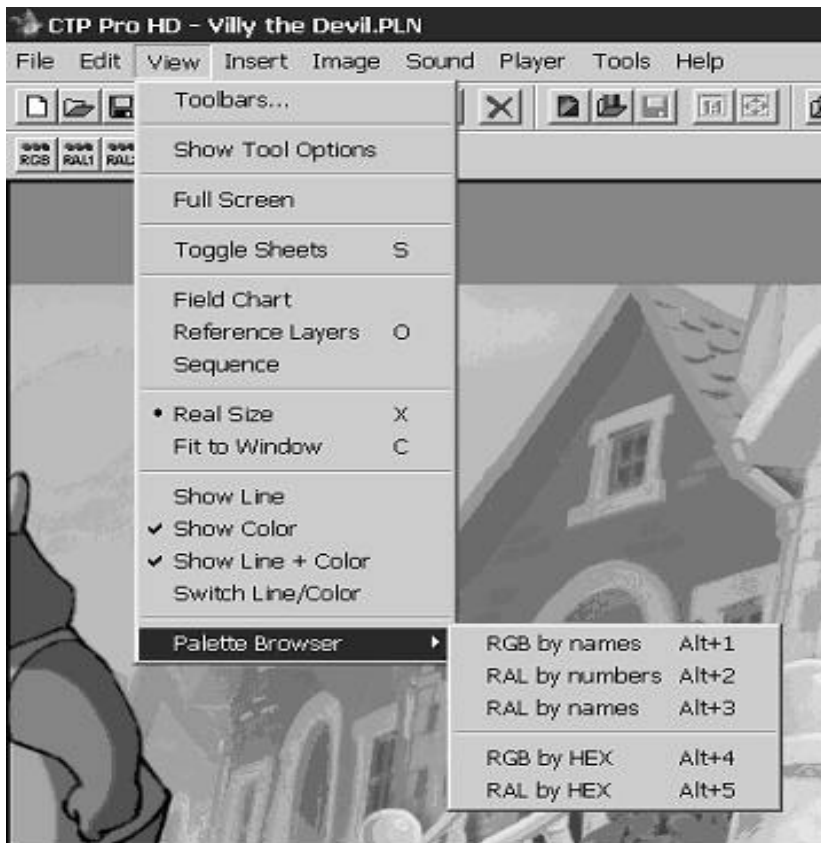 CTP Pro HD - Villy the Devil.PLN
File Edit View Insert Image Sound Player Tools Help
Toolbars...
RGB RAL1
Show Tool Options
Full Screen
Toggle Sheets S
Field Chart
Reference Layers O
Sequence
Real Size X
Fit to Window C
Show Line
Show Color
Show Line + Color
Switch Line/Color
Palette Browser
RGB by names Alt+1
RAL by numbers Alt+2
RAL by names Alt+3
RGB by HEX Alt+4
RAL by HEX Alt+5